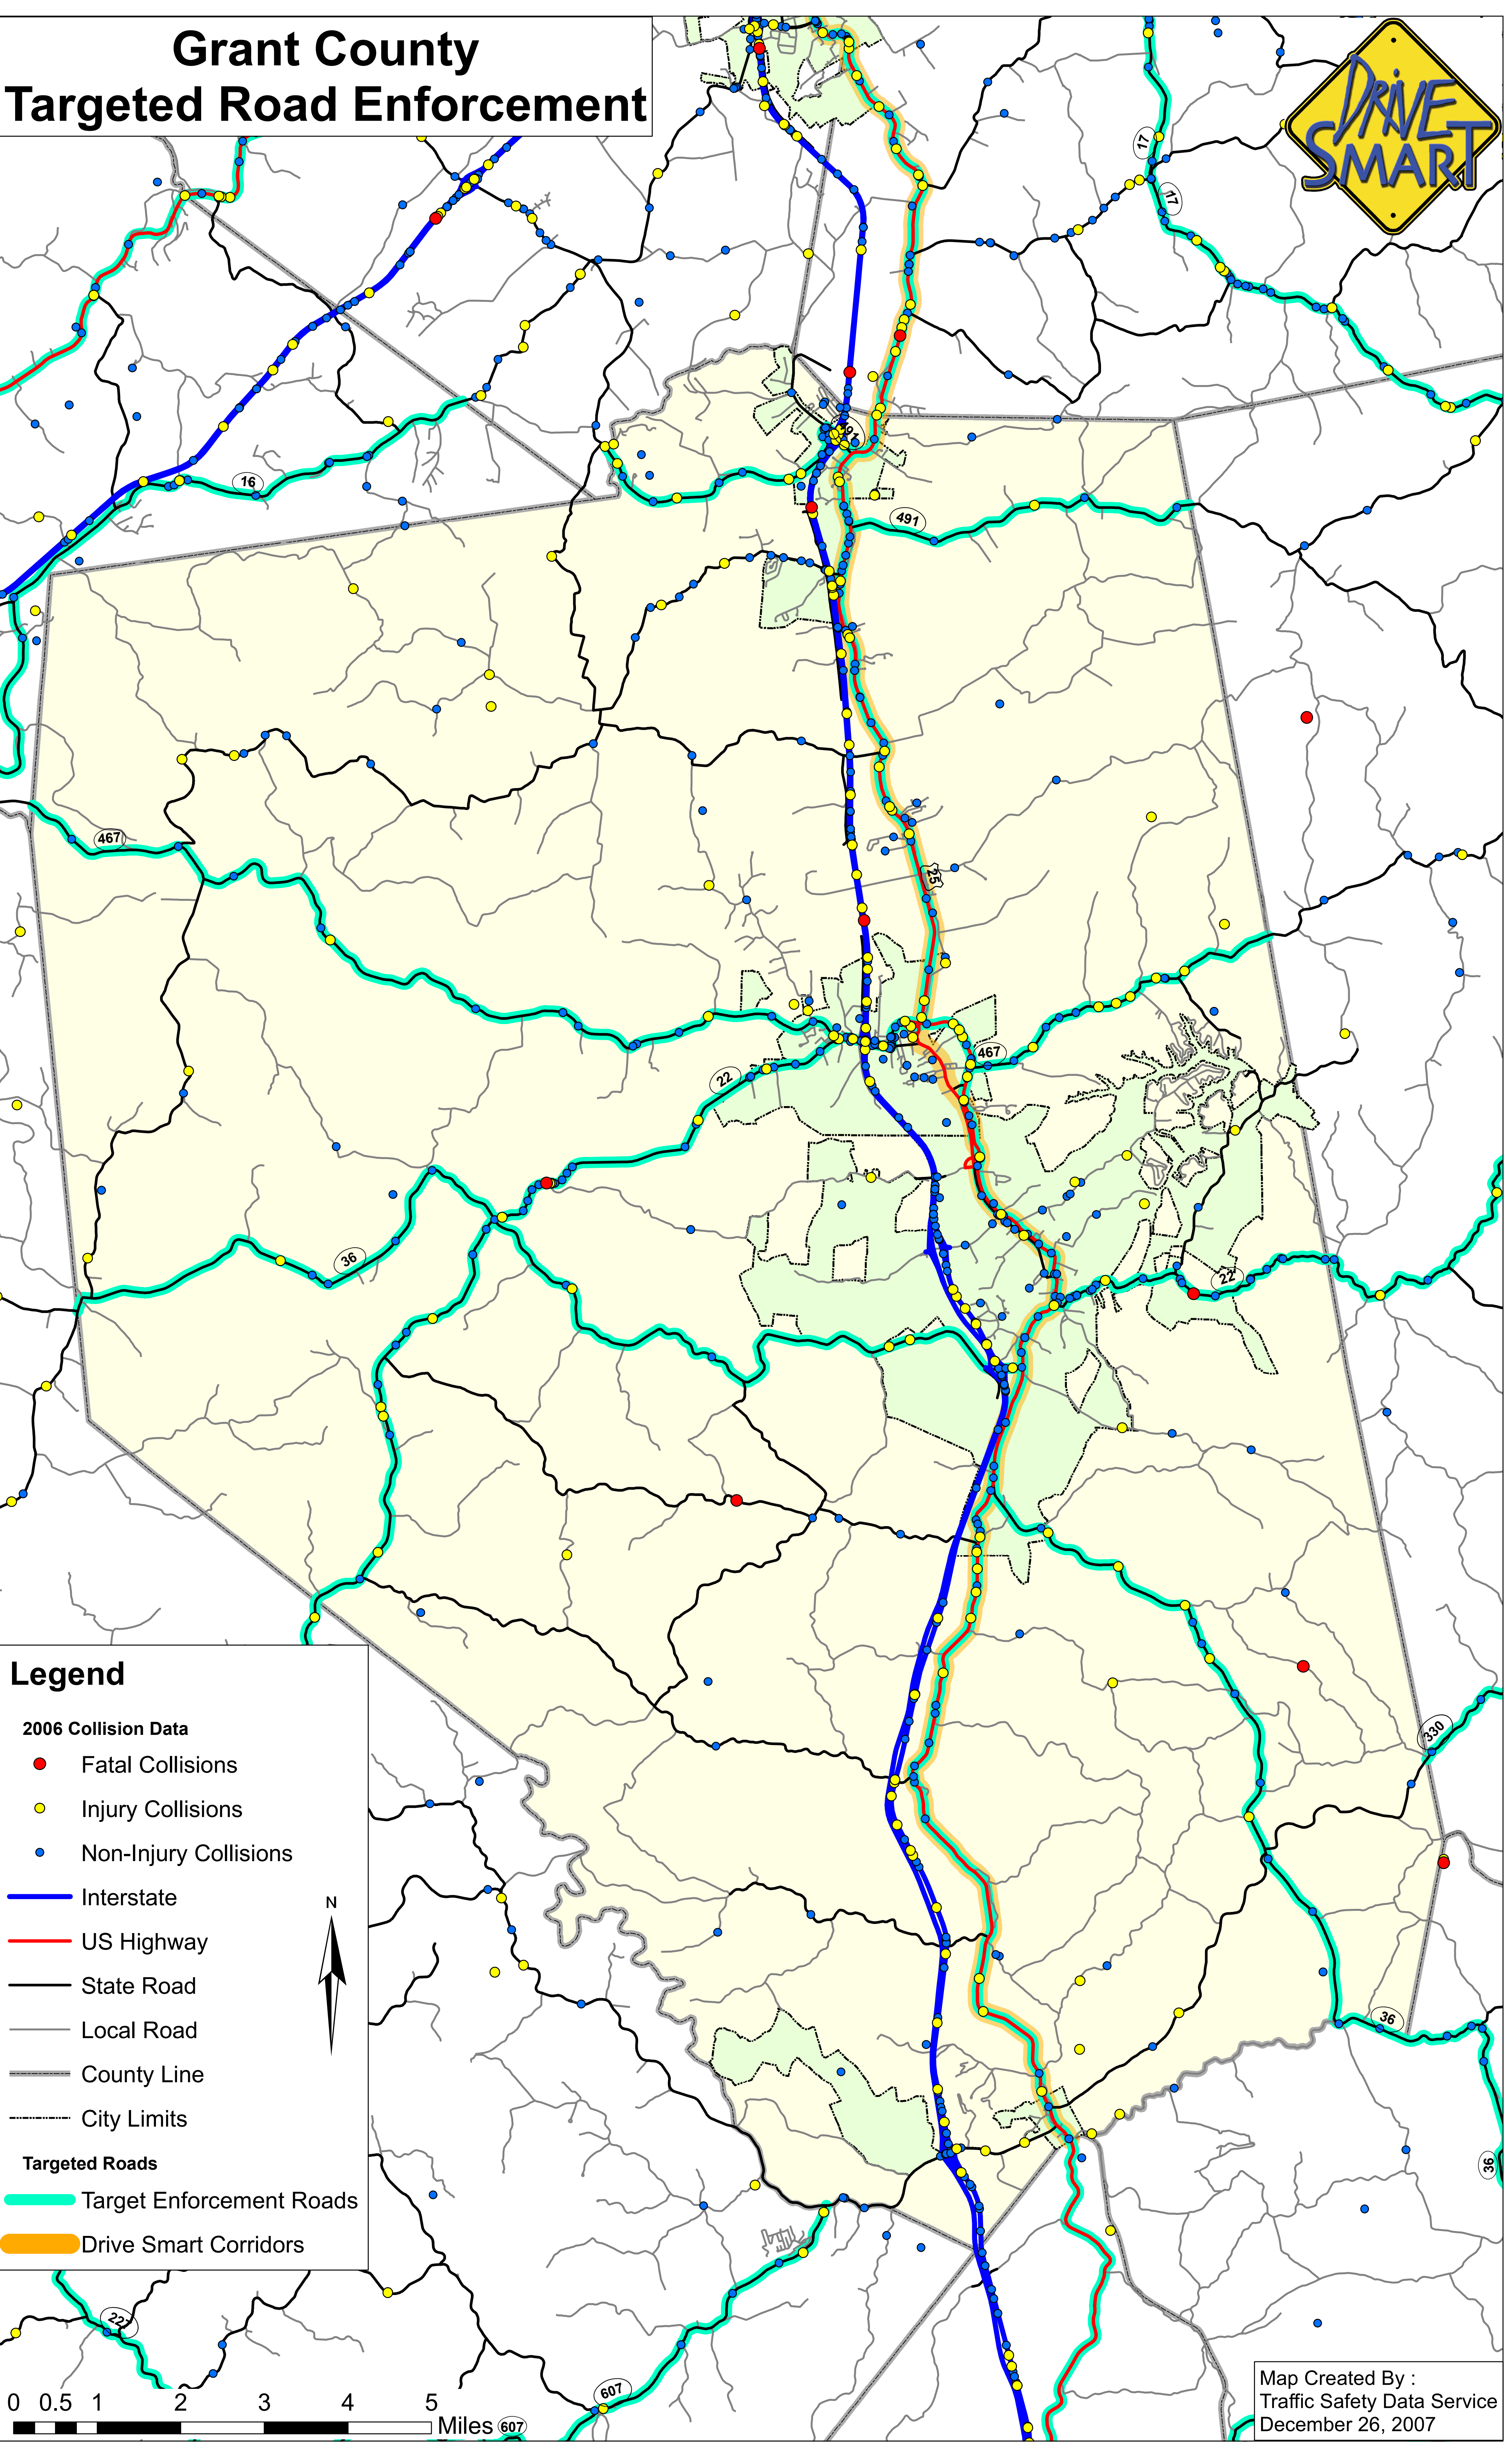 Grant County
Targeted Road Enforcement
DRIVE
SMART
17
17
16
491
491
467
25
467
22
36
22
330
36
36
227
607
607
Legend
2006 Collision Data
Fatal Collisions
Injury Collisions
Non-Injury Collisions
Interstate
US Highway
State Road
Local Road
County Line
City Limits
Targeted Roads
Target Enforcement Roads
Drive Smart Corridors
N
0 0.5 1 2 3 4 5
Miles
Map Created By :
Traffic Safety Data Service
December 26, 2007